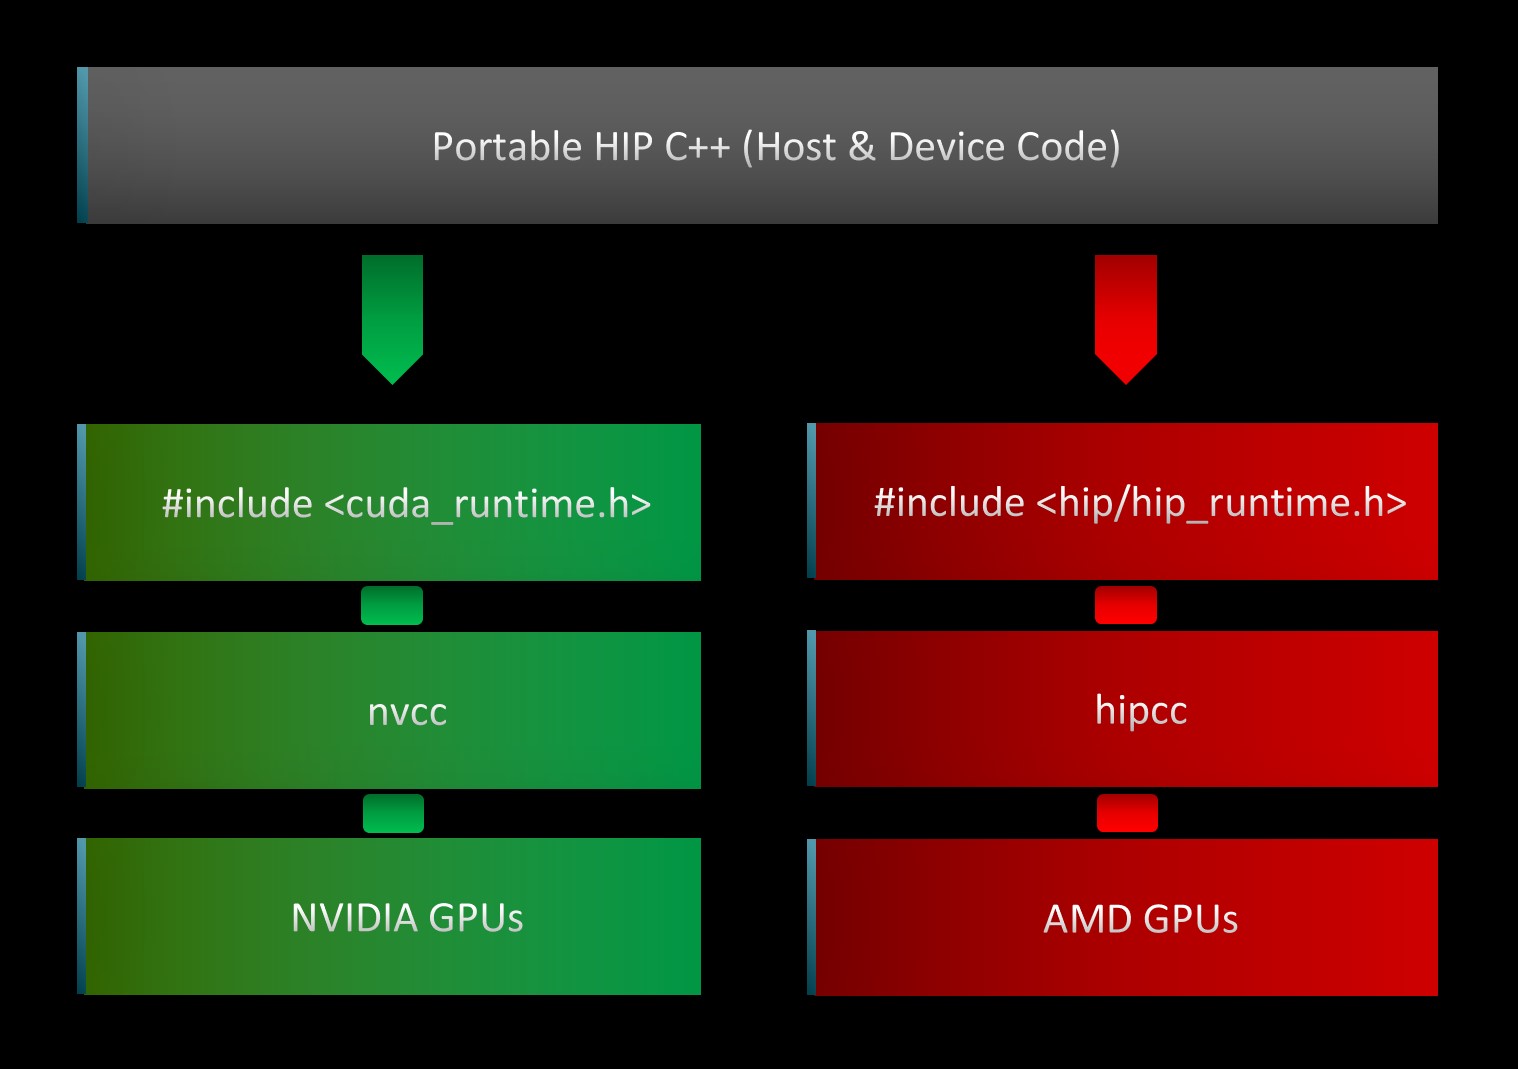 Portable HIP C++ (Host & Device Code)
#include <cuda_runtime.h>
#include <hip/hip_runtime.h>
nvcc
hipcc
NVIDIA GPUs
AMD GPUs